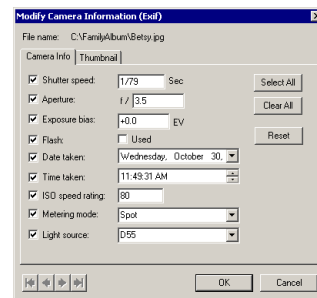 Modify Camera Information (Exif)
File name: C:\FamilyAlbum\Betsy.jpg
Camera Info Thumbnail
Shutter speed: 1/79 Sec Select All
Aperture: f / 3.5 Clear All
Exposure bias: +0.0 EV
Flash: Used Reset
Date taken: Wednesday, October 30,
Time taken: 11:49:31 AM
ISO speed rating: 80
Metering mode: Spot
Light source: D55
OK Cancel